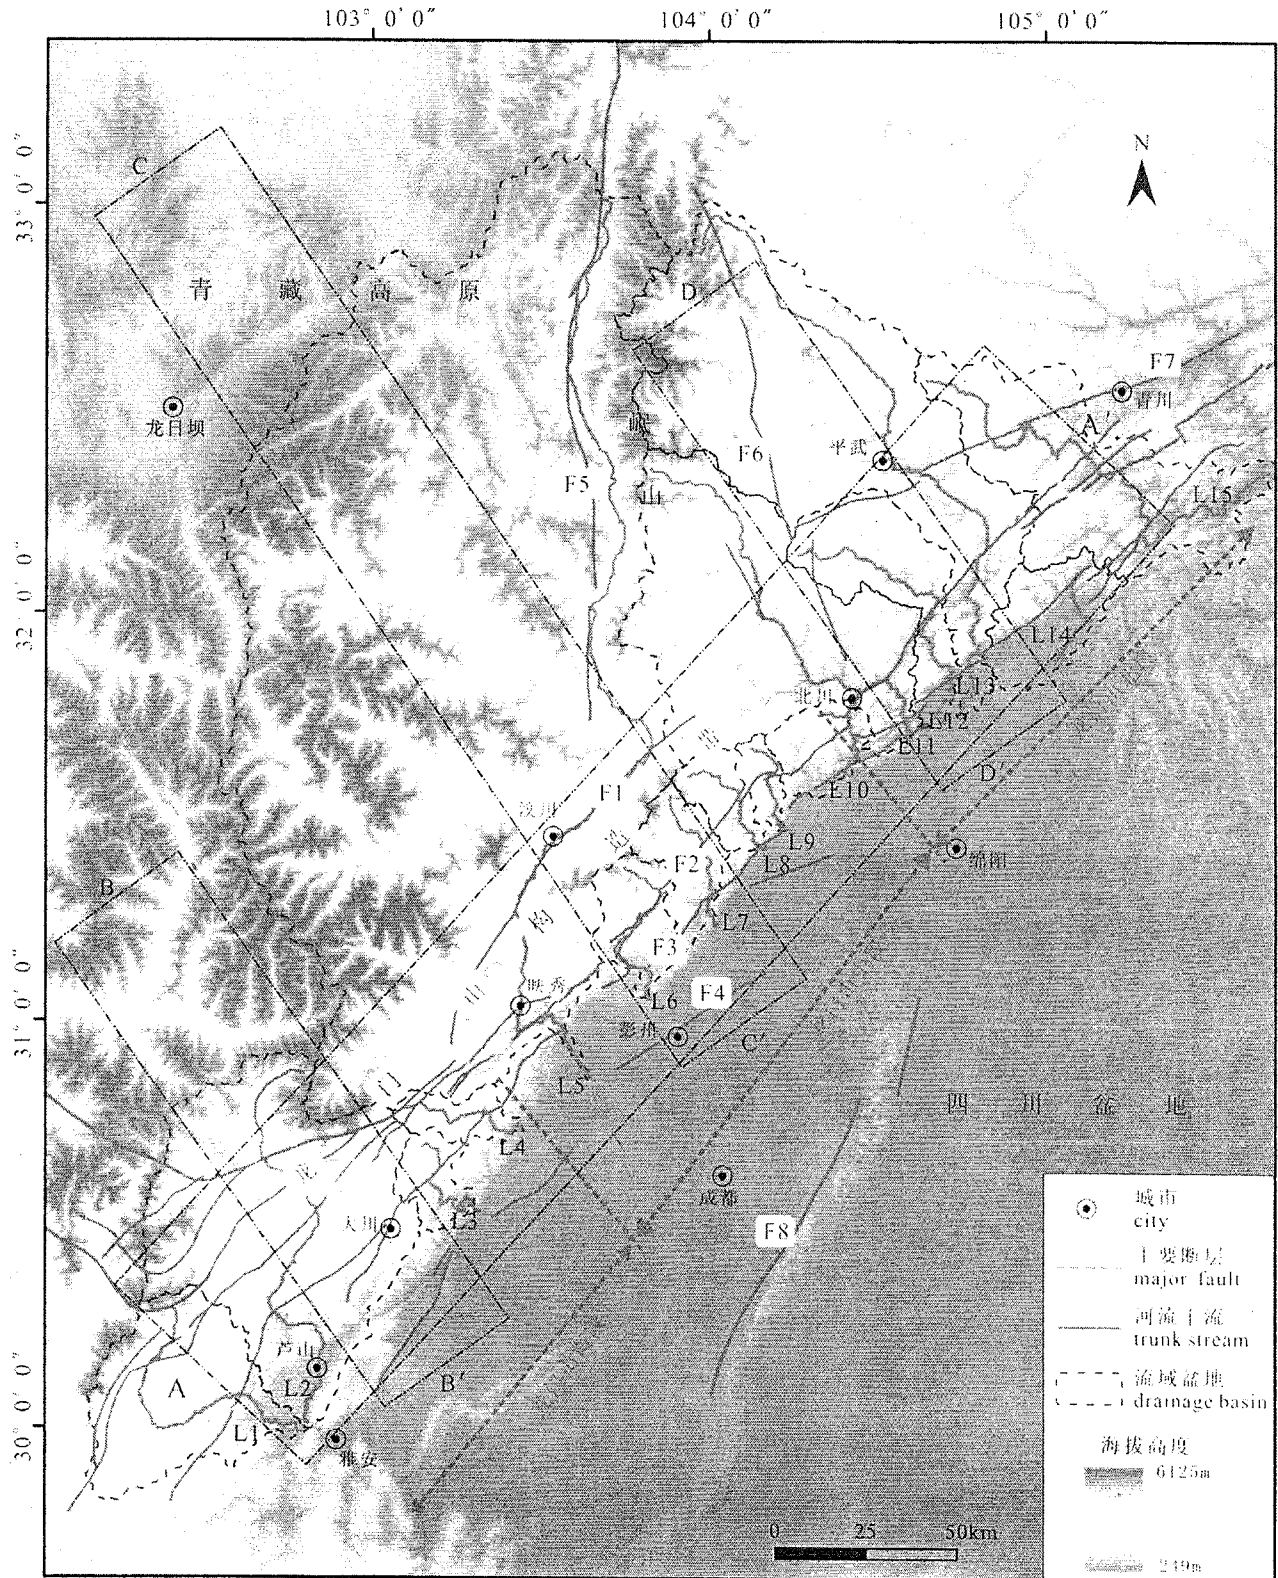 103° 0′ 0″
104° 0′ 0″
105° 0′ 0″
33° 0′ 0″
32° 0′ 0″
31° 0′ 0″
30° 0′ 0″
N
C
青 藏 高 原
D
F7
青川
A′
龙日坝
岷
山
F6
平武
F5
L15
L14
L13
北川
L12
E11
D′
E10
F1
汶川
带
造
构
山
门
龙
L9
L8
绵阳
F2
B
L7
F3
映秀
L6
F4
彭州
C′
L5
四 川 盆 地
L4
成都
大川
L3
F8
芦山
A
L2
B′
L1
雅安
城市
city
主要断层
major fault
河流干流
trunk stream
流域盆地
drainage basin
海拔高度
6125m
249m
0 25 50km